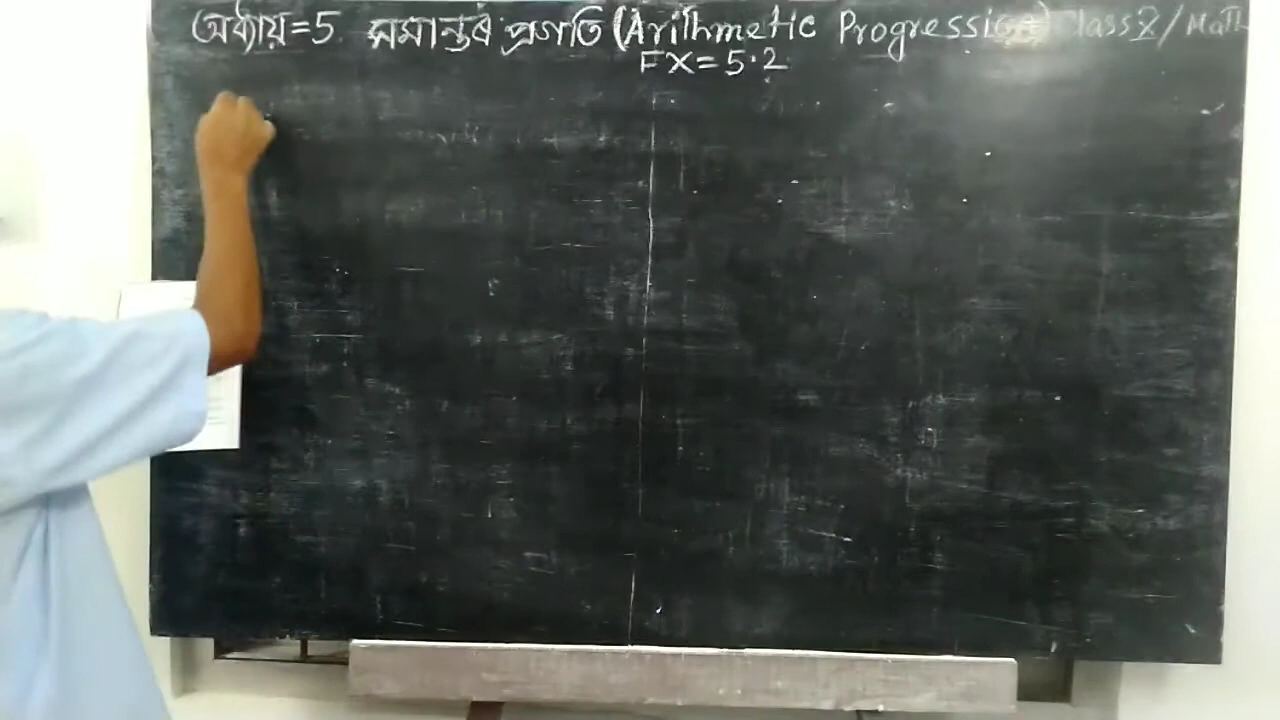 অধ্যায়=5 সমান্তৰ প্ৰগতি (Arithmetic Progression) Class X / Math
EX=5.2